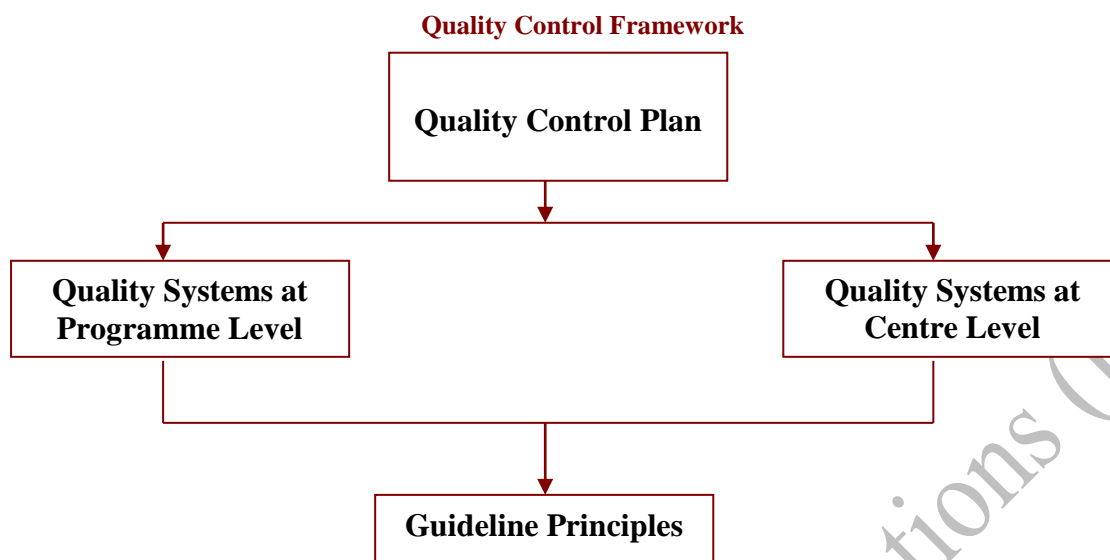 Quality Control Framework
Quality Control Plan
Quality Systems at
Programme Level
Quality Systems at
Centre Level
Guideline Principles